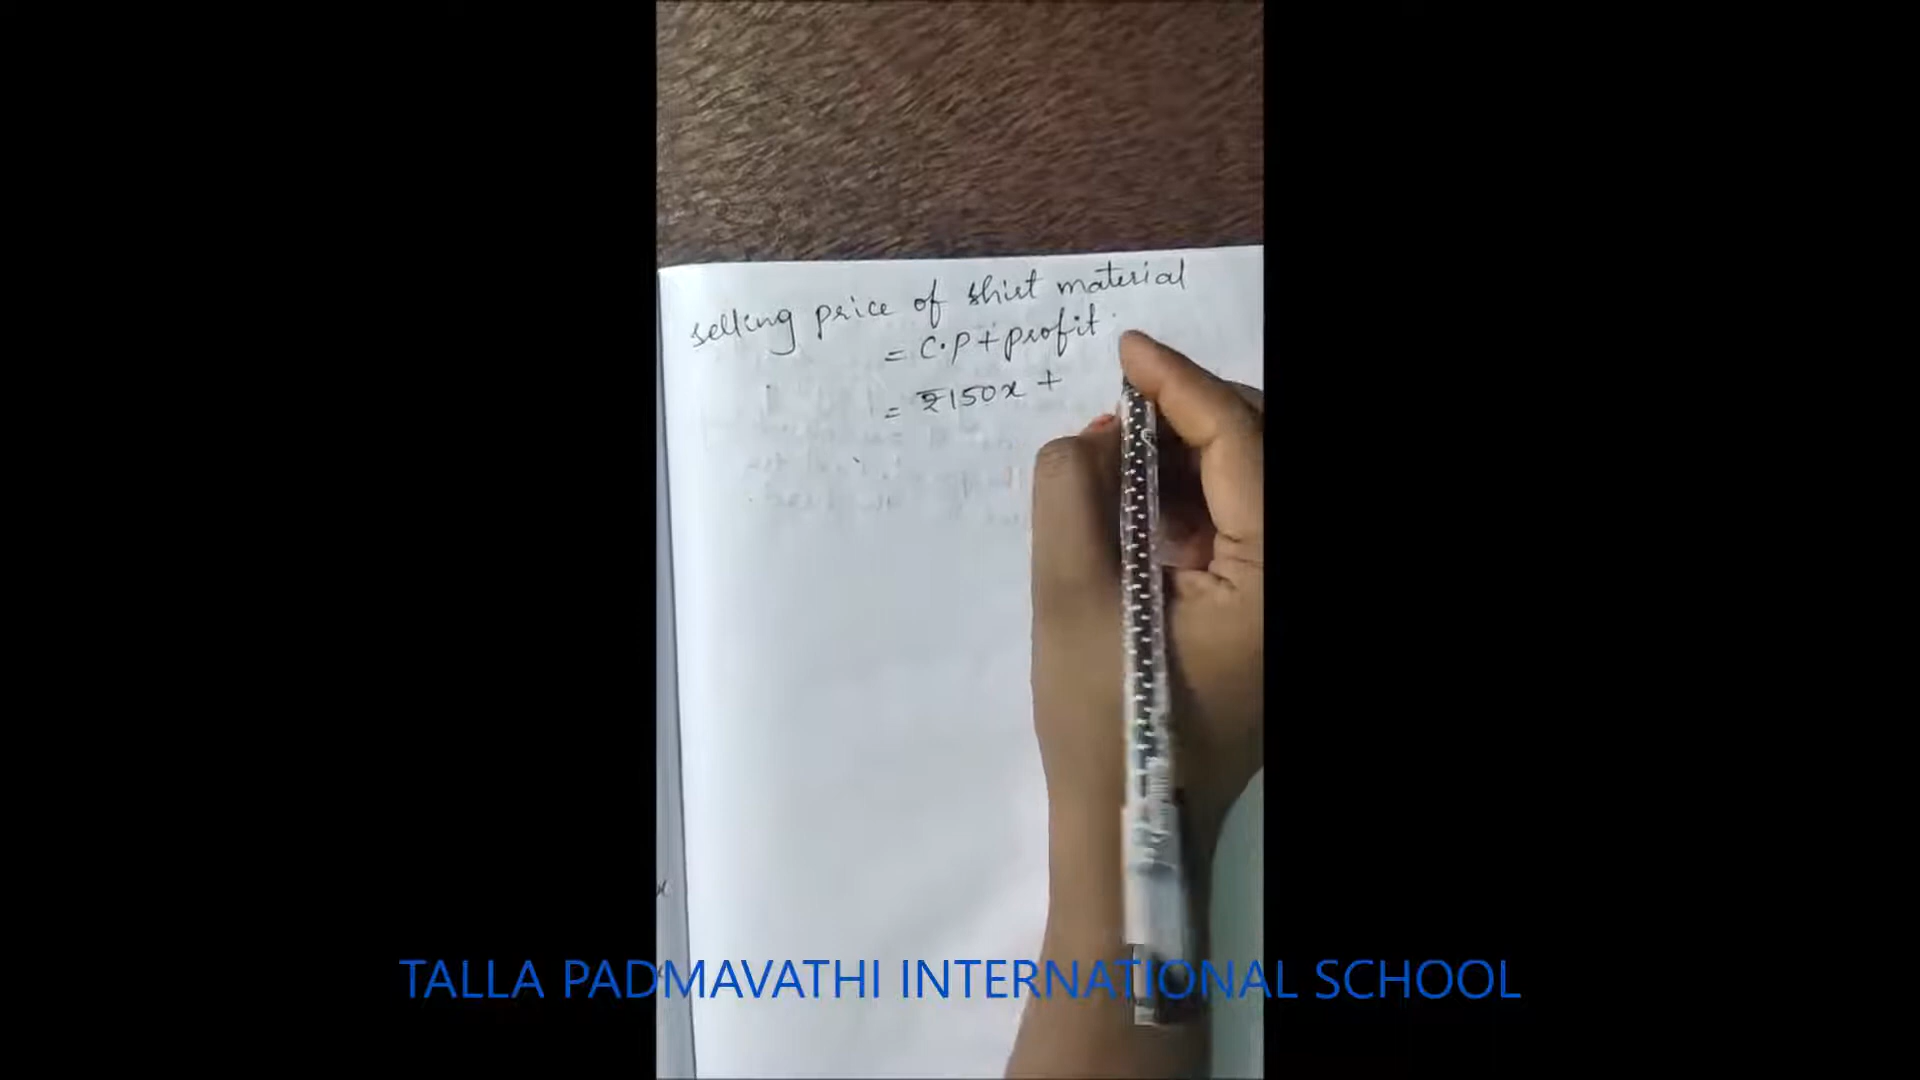 selling price of shirt material
= C.P + profit.
= ₹150x +
TALLA PADMAVATHI INTERNATIONAL SCHOOL